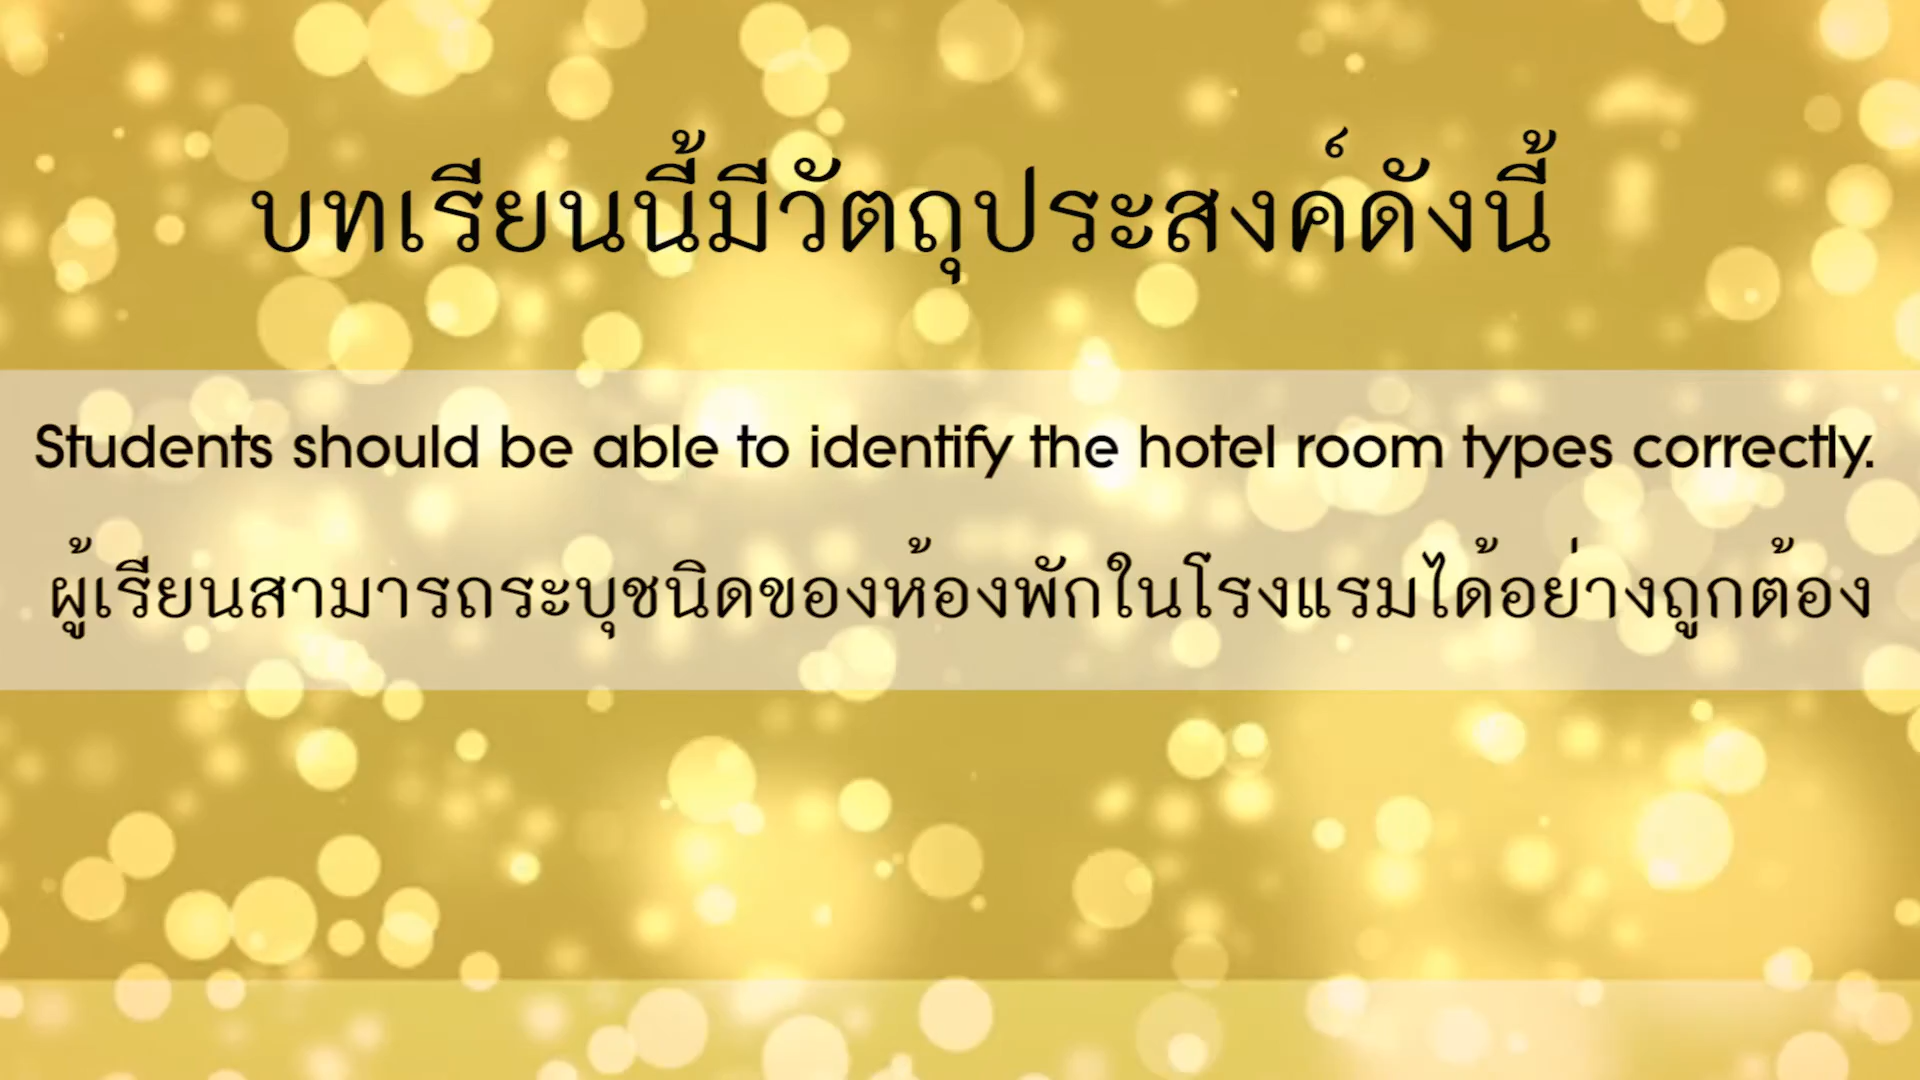 บทเรียนนี้มีวัตถุประสงค์ดังนี้
Students should be able to identify the hotel room types correctly.
ผู้เรียนสามารถระบุชนิดของห้องพักในโรงแรมได้อย่างถูกต้อง